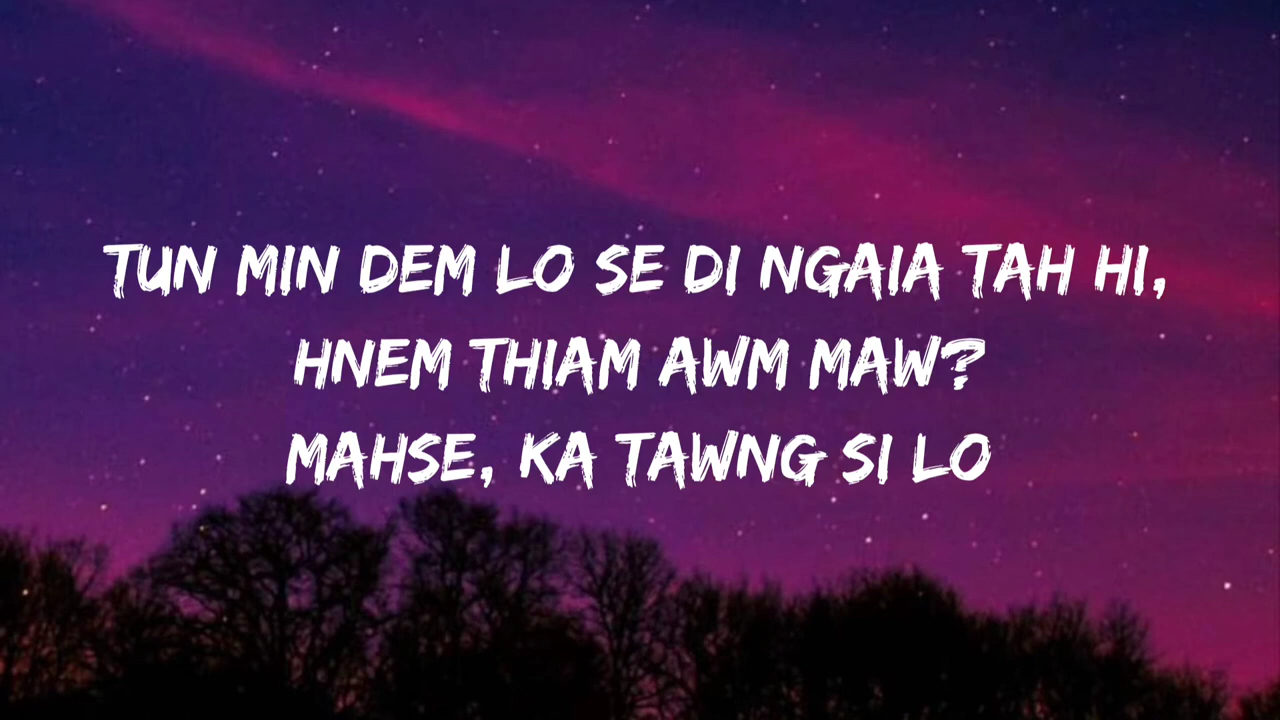 TUN MIN DEM LO SE DI NGAIA TAH HI,
HNEM THIAM AWM MAW?
MAHSE, KA TAWNG SI LO